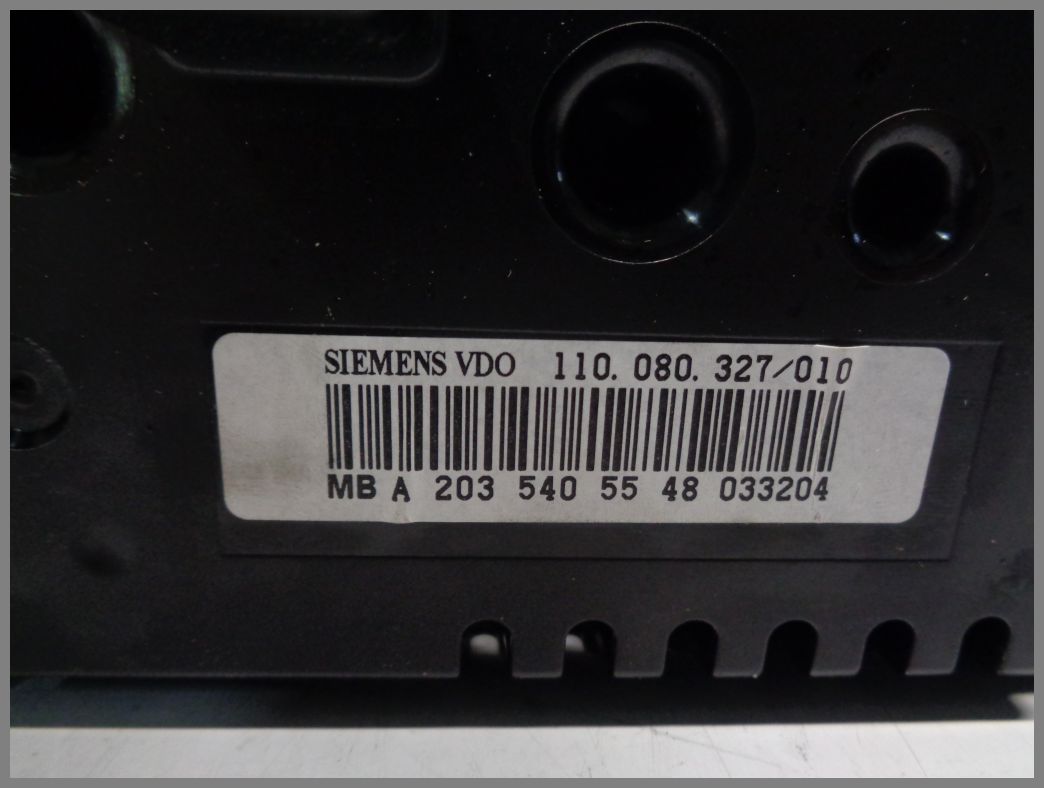 SIEMENS VDO 110. 080. 327/010
MB A 203 540 55 48 033204